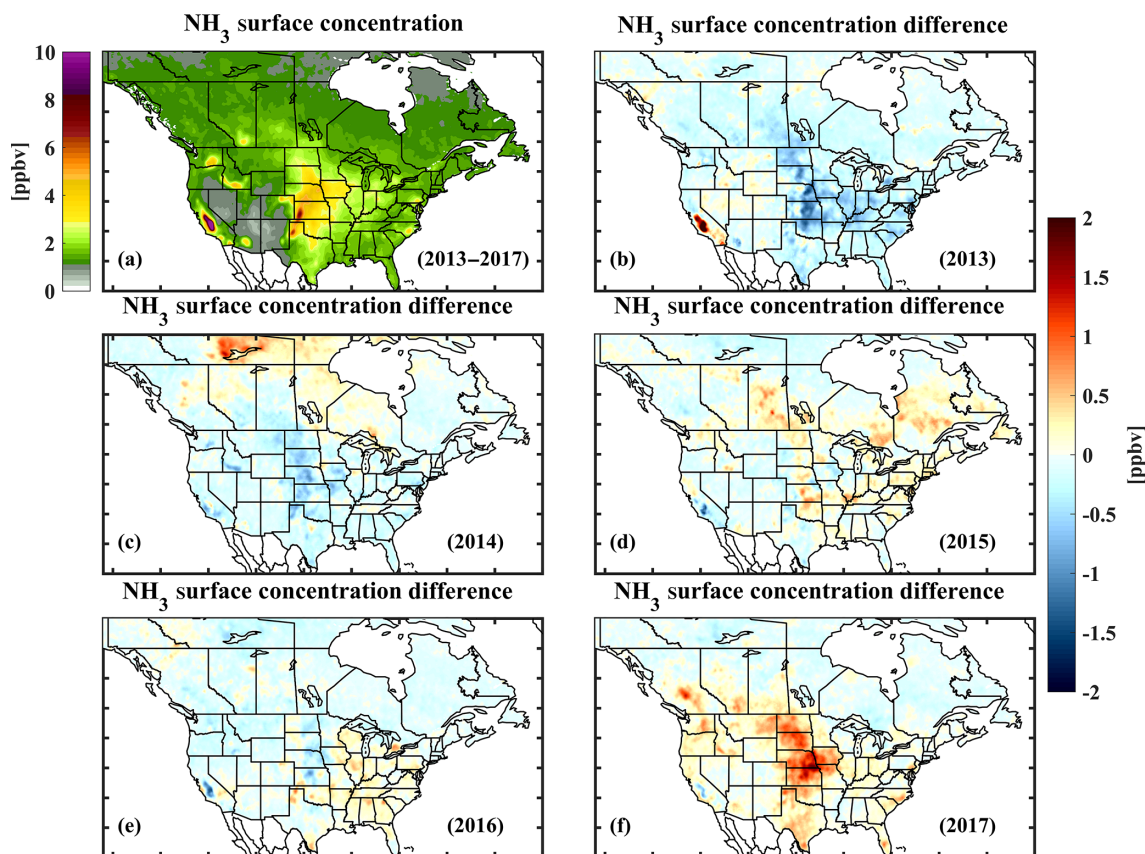 NH3 surface concentration
NH3 surface concentration difference
10
8
6
4
2
0
[ppbv]
(a)
(2013–2017)
(b)
(2013)
NH3 surface concentration difference
NH3 surface concentration difference
(c)
(2014)
(d)
(2015)
2
1.5
1
0.5
0
-0.5
-1
-1.5
-2
[ppbv]
NH3 surface concentration difference
NH3 surface concentration difference
(e)
(2016)
(f)
(2017)